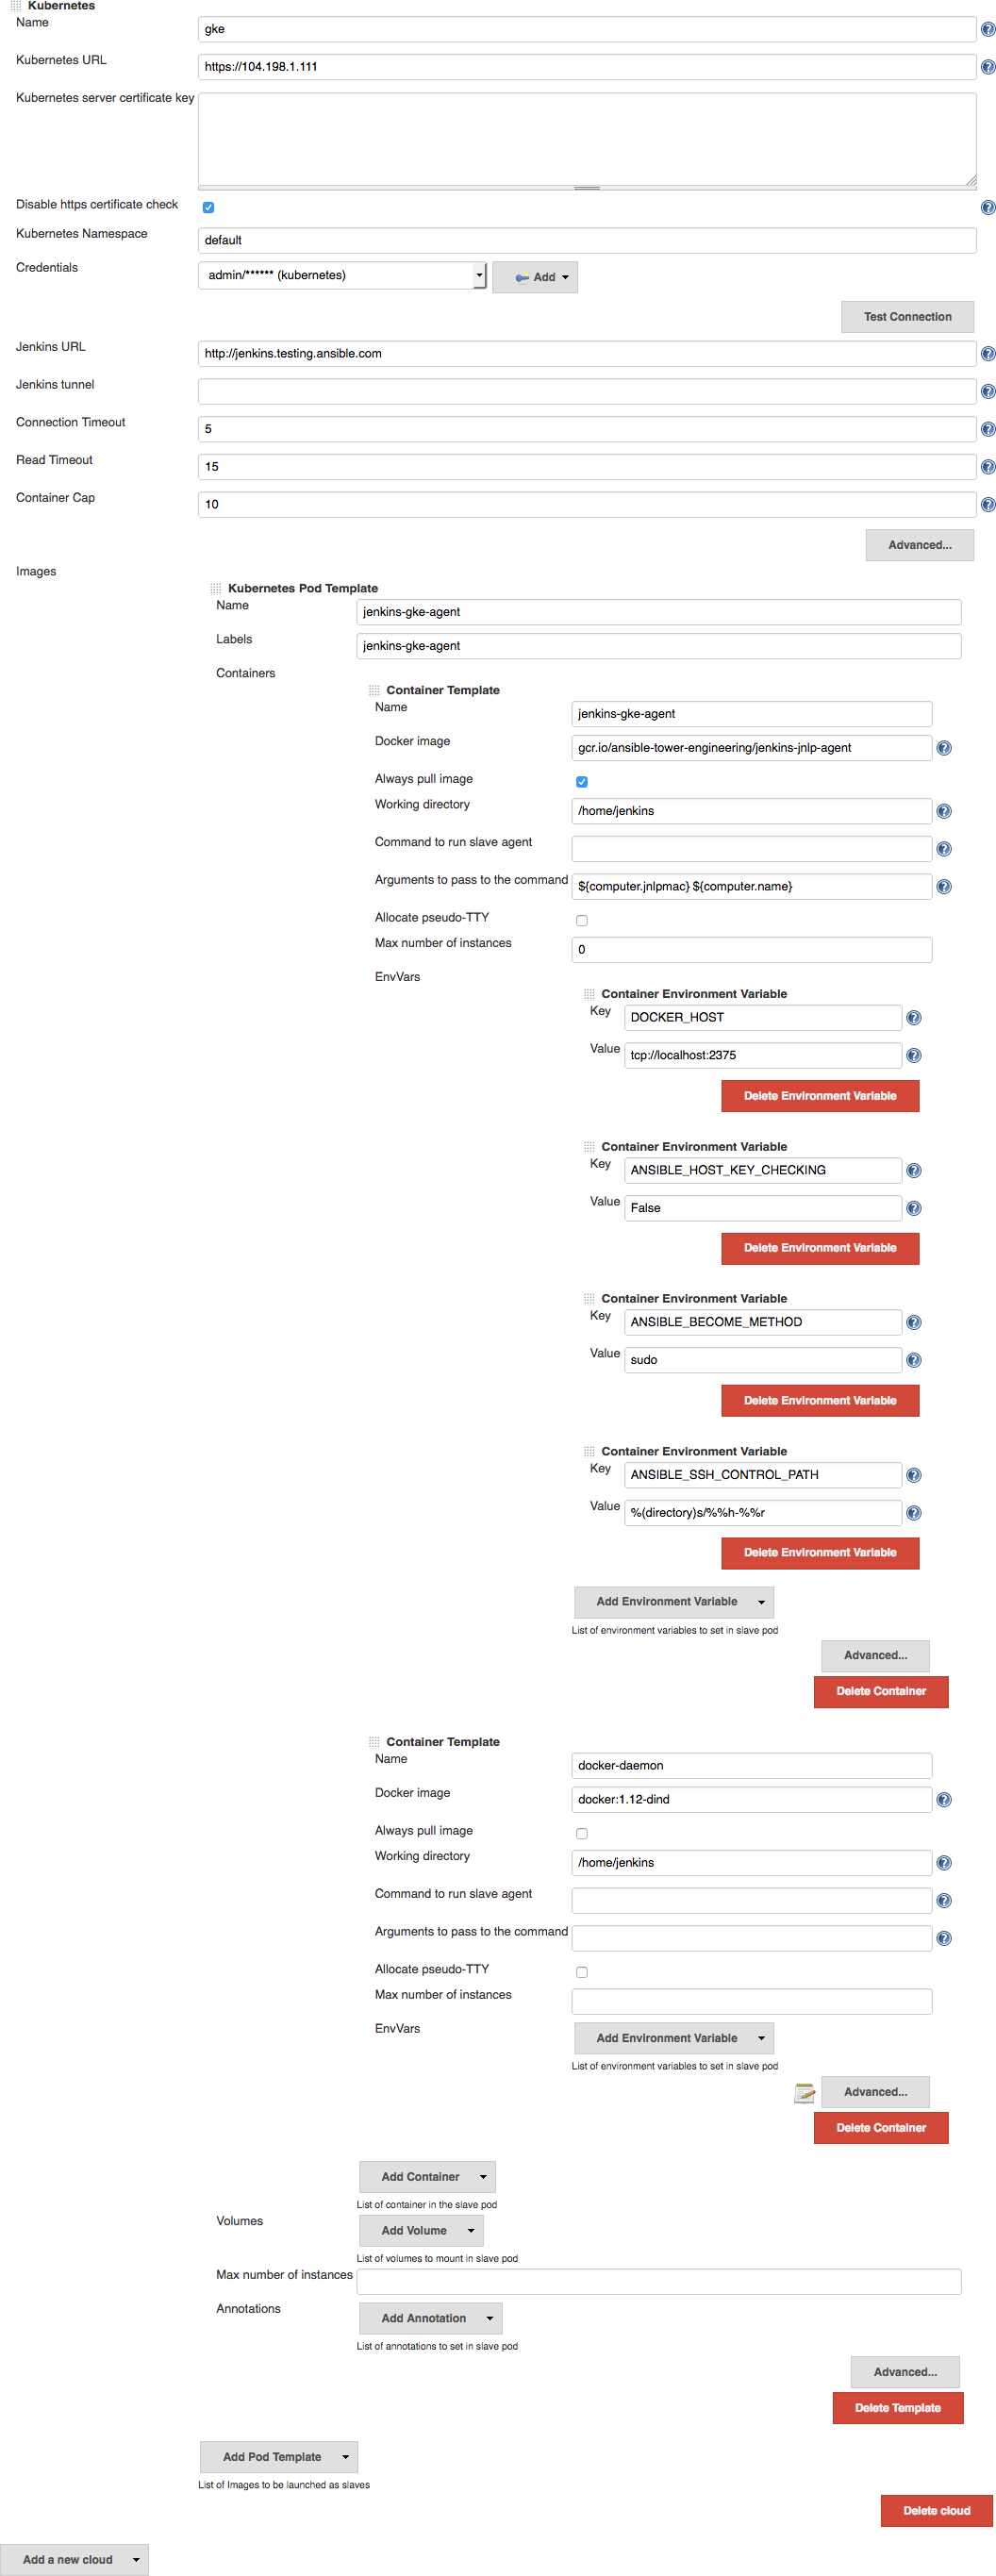 Kubernetes
Name
gke
Kubernetes URL
https://104.198.1.111
Kubernetes server certificate key
Disable https certificate check
Kubernetes Namespace
default
Credentials
admin/****** (kubernetes)
Add
Test Connection
Jenkins URL
http://jenkins.testing.ansible.com
Jenkins tunnel
Connection Timeout
5
Read Timeout
15
Container Cap
10
Advanced...
Images
Kubernetes Pod Template
Name
jenkins-gke-agent
Labels
jenkins-gke-agent
Containers
Container Template
Name
jenkins-gke-agent
Docker image
gcr.io/ansible-tower-engineering/jenkins-jnlp-agent
Always pull image
Working directory
/home/jenkins
Command to run slave agent
Arguments to pass to the command
${computer.jnlpmac} ${computer.name}
Allocate pseudo-TTY
Max number of instances
0
EnvVars
Container Environment Variable
Key
DOCKER_HOST
Value
tcp://localhost:2375
Delete Environment Variable
Container Environment Variable
Key
ANSIBLE_HOST_KEY_CHECKING
Value
False
Delete Environment Variable
Container Environment Variable
Key
ANSIBLE_BECOME_METHOD
Value
sudo
Delete Environment Variable
Container Environment Variable
Key
ANSIBLE_SSH_CONTROL_PATH
Value
%(directory)s/%%h-%%r
Delete Environment Variable
Add Environment Variable
List of environment variables to set in slave pod
Advanced...
Delete Container
Container Template
Name
docker-daemon
Docker image
docker:1.12-dind
Always pull image
Working directory
/home/jenkins
Command to run slave agent
Arguments to pass to the command
Allocate pseudo-TTY
Max number of instances
EnvVars
Add Environment Variable
List of environment variables to set in slave pod
Advanced...
Delete Container
Add Container
List of container in the slave pod
Volumes
Add Volume
List of volumes to mount in slave pod
Max number of instances
Annotations
Add Annotation
List of annotations to set in slave pod
Advanced...
Delete Template
Add Pod Template
List of Images to be launched as slaves
Delete cloud
Add a new cloud